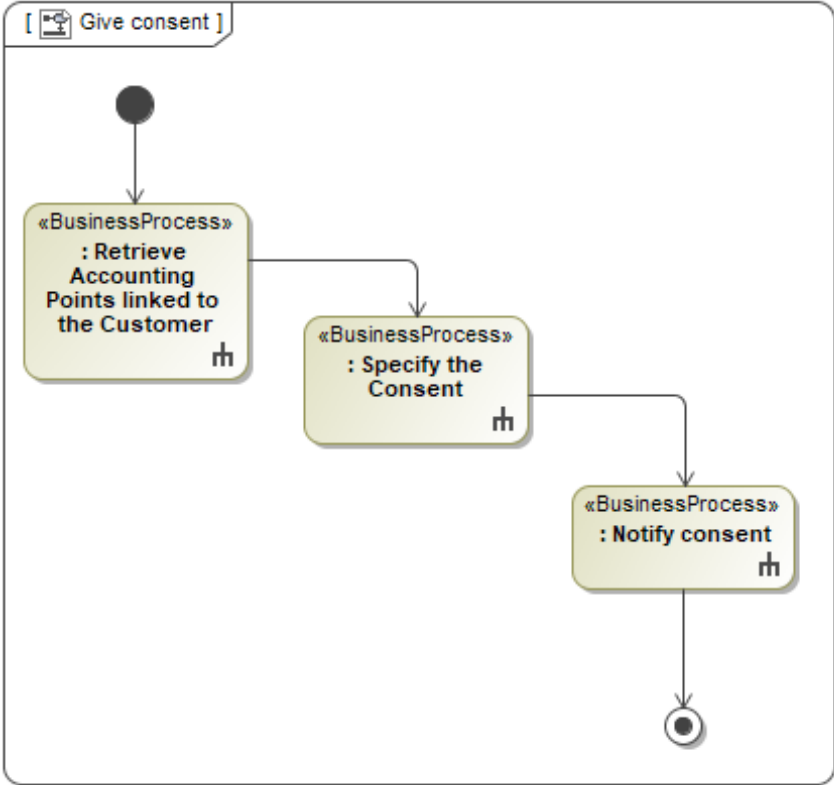 [ Give consent ]
«BusinessProcess»
: Retrieve
Accounting
Points linked to
the Customer
«BusinessProcess»
: Specify the
Consent
«BusinessProcess»
: Notify consent